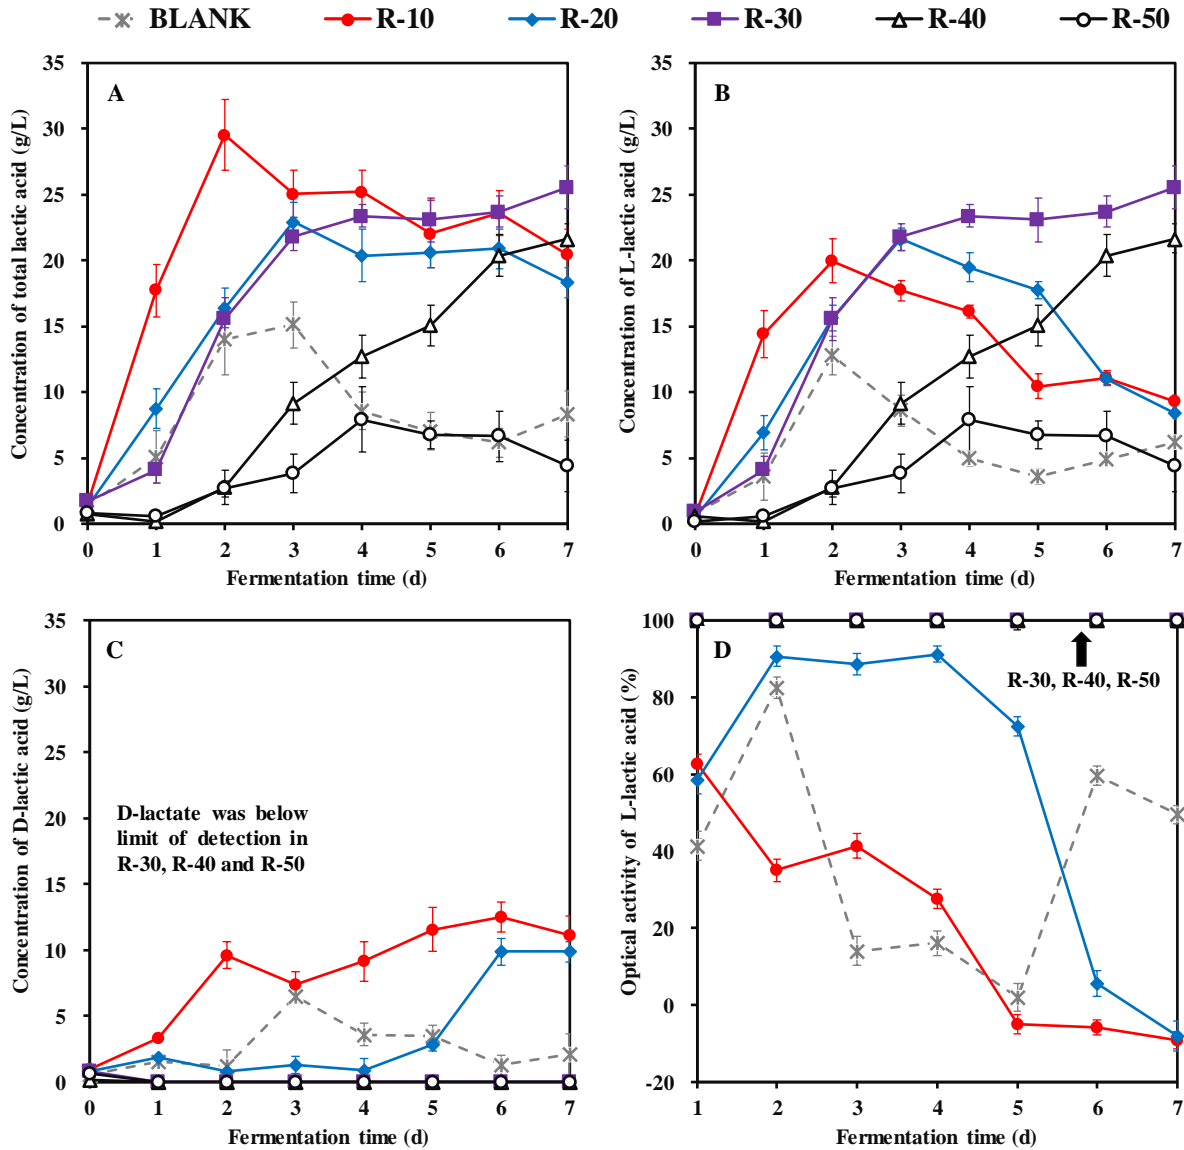 BLANK R-10 R-20 R-30 R-40 R-50
A
Concentration of total lactic acid (g/L)
35
30
25
20
15
10
5
0
0 1 2 3 4 5 6 7
Fermentation time (d)
B
Concentration of L-lactic acid (g/L)
35
30
25
20
15
10
5
0
0 1 2 3 4 5 6 7
Fermentation time (d)
C
Concentration of D-lactic acid (g/L)
35
30
25
20
15
10
5
0
D-lactate was below
limit of detection in
R-30, R-40 and R-50
0 1 2 3 4 5 6 7
Fermentation time (d)
D
Optical activity of L-lactic acid (%)
100
80
60
40
20
0
-20
R-30, R-40, R-50
1 2 3 4 5 6 7
Fermentation time (d)